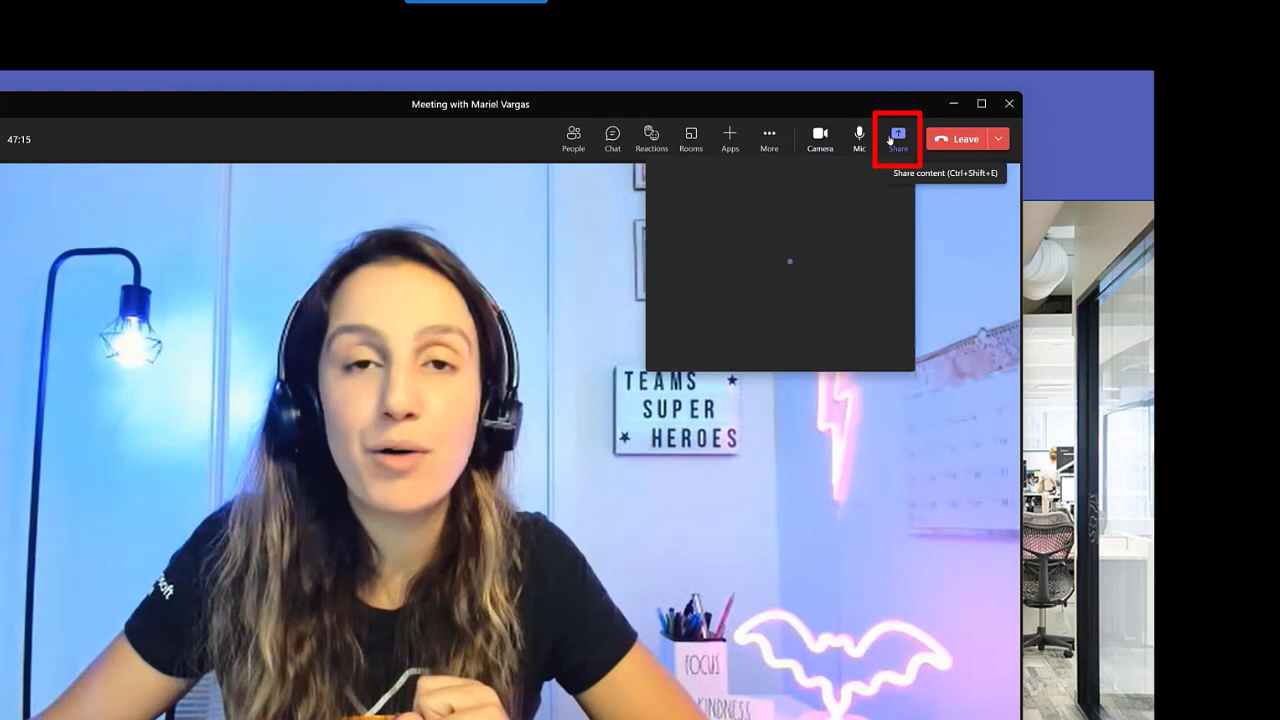 Meeting with Mariel Vargas
47:15
People
Chat
Reactions
Rooms
Apps
More
Camera
Mic
Share
Leave
Share content (Ctrl+Shift+E)
TEAMS
SUPER
HEROES
FOCUS
KINDNESS